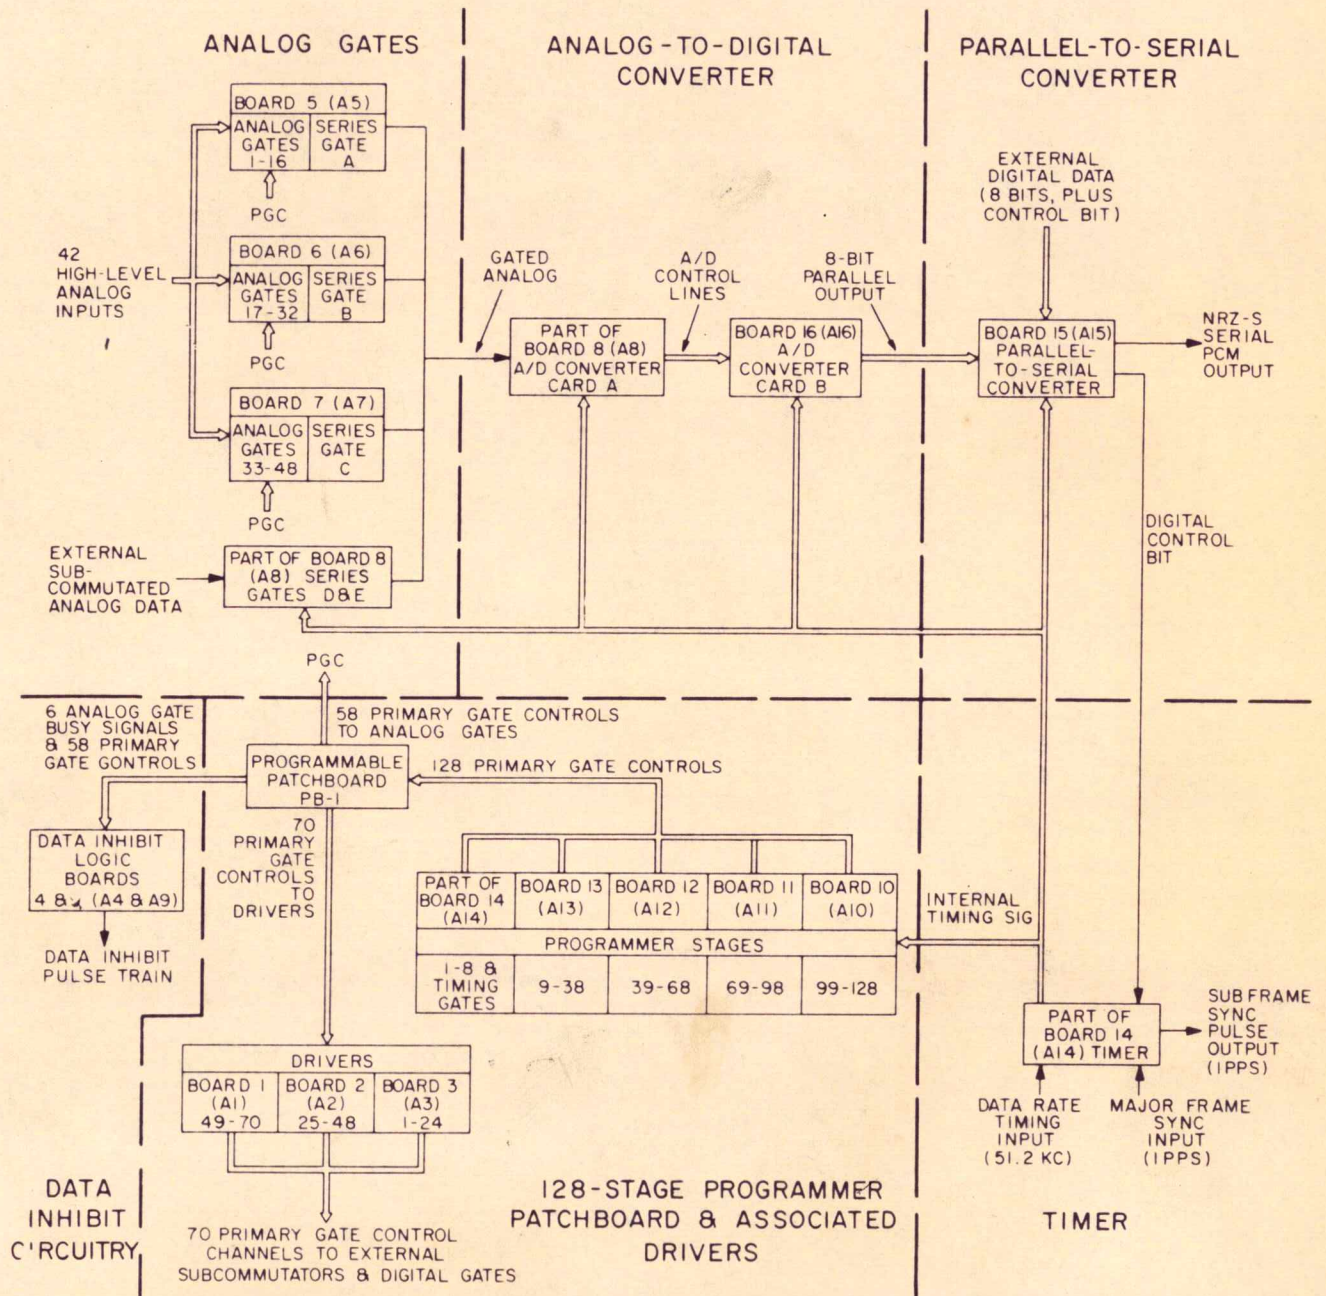 ANALOG GATES
ANALOG-TO-DIGITAL
CONVERTER
PARALLEL-TO-SERIAL
CONVERTER
BOARD 5 (A5)
ANALOG
GATES
1-16
SERIES
GATE
A
PGC
42
HIGH-LEVEL
ANALOG
INPUTS
BOARD 6 (A6)
ANALOG
GATES
17-32
SERIES
GATE
B
PGC
BOARD 7 (A7)
ANALOG
GATES
33-48
SERIES
GATE
C
PGC
EXTERNAL
SUB-
COMMUTATED
ANALOG DATA
PART OF BOARD 8
(A8) SERIES
GATES D&E
GATED
ANALOG
PART OF
BOARD 8 (A8)
A/D CONVERTER
CARD A
A/D
CONTROL
LINES
BOARD 16 (A16)
A/D
CONVERTER
CARD B
8-BIT
PARALLEL
OUTPUT
EXTERNAL
DIGITAL DATA
(8 BITS, PLUS
CONTROL BIT)
BOARD 15 (A15)
PARALLEL-
TO-SERIAL
CONVERTER
NRZ-S
SERIAL
PCM
OUTPUT
DIGITAL
CONTROL
BIT
PGC
6 ANALOG GATE
BUSY SIGNALS
& 58 PRIMARY
GATE GONTROLS
58 PRIMARY GATE CONTROLS
TO ANALOG GATES
PROGRAMMABLE
PATCHBOARD
PB-1
128 PRIMARY GATE CONTROLS
DATA INHIBIT
LOGIC
BOARDS
4 & (A4 & A9)
DATA INHIBIT
PULSE TRAIN
70
PRIMARY
GATE
CONTROLS
TO
DRIVERS
PART OF
BOARD 14
(A14)
BOARD 13
(A13)
BOARD 12
(A12)
BOARD 11
(A11)
BOARD 10
(A10)
PROGRAMMER STAGES
1-8 &
TIMING
GATES
9-38
39-68
69-98
99-128
INTERNAL
TIMING SIG
PART OF
BOARD 14
(A14) TIMER
SUB FRAME
SYNC
PULSE
OUTPUT
(1PPS)
DATA RATE
TIMING
INPUT
(51.2 KC)
MAJOR FRAME
SYNC
INPUT
(1PPS)
DRIVERS
BOARD 1
(A1)
49-70
BOARD 2
(A2)
25-48
BOARD 3
(A3)
1-24
70 PRIMARY GATE CONTROL
CHANNELS TO EXTERNAL
SUBCOMMUTATORS & DIGITAL GATES
DATA
INHIBIT
C'RCUITRY
128-STAGE PROGRAMMER
PATCHBOARD & ASSOCIATED
DRIVERS
TIMER